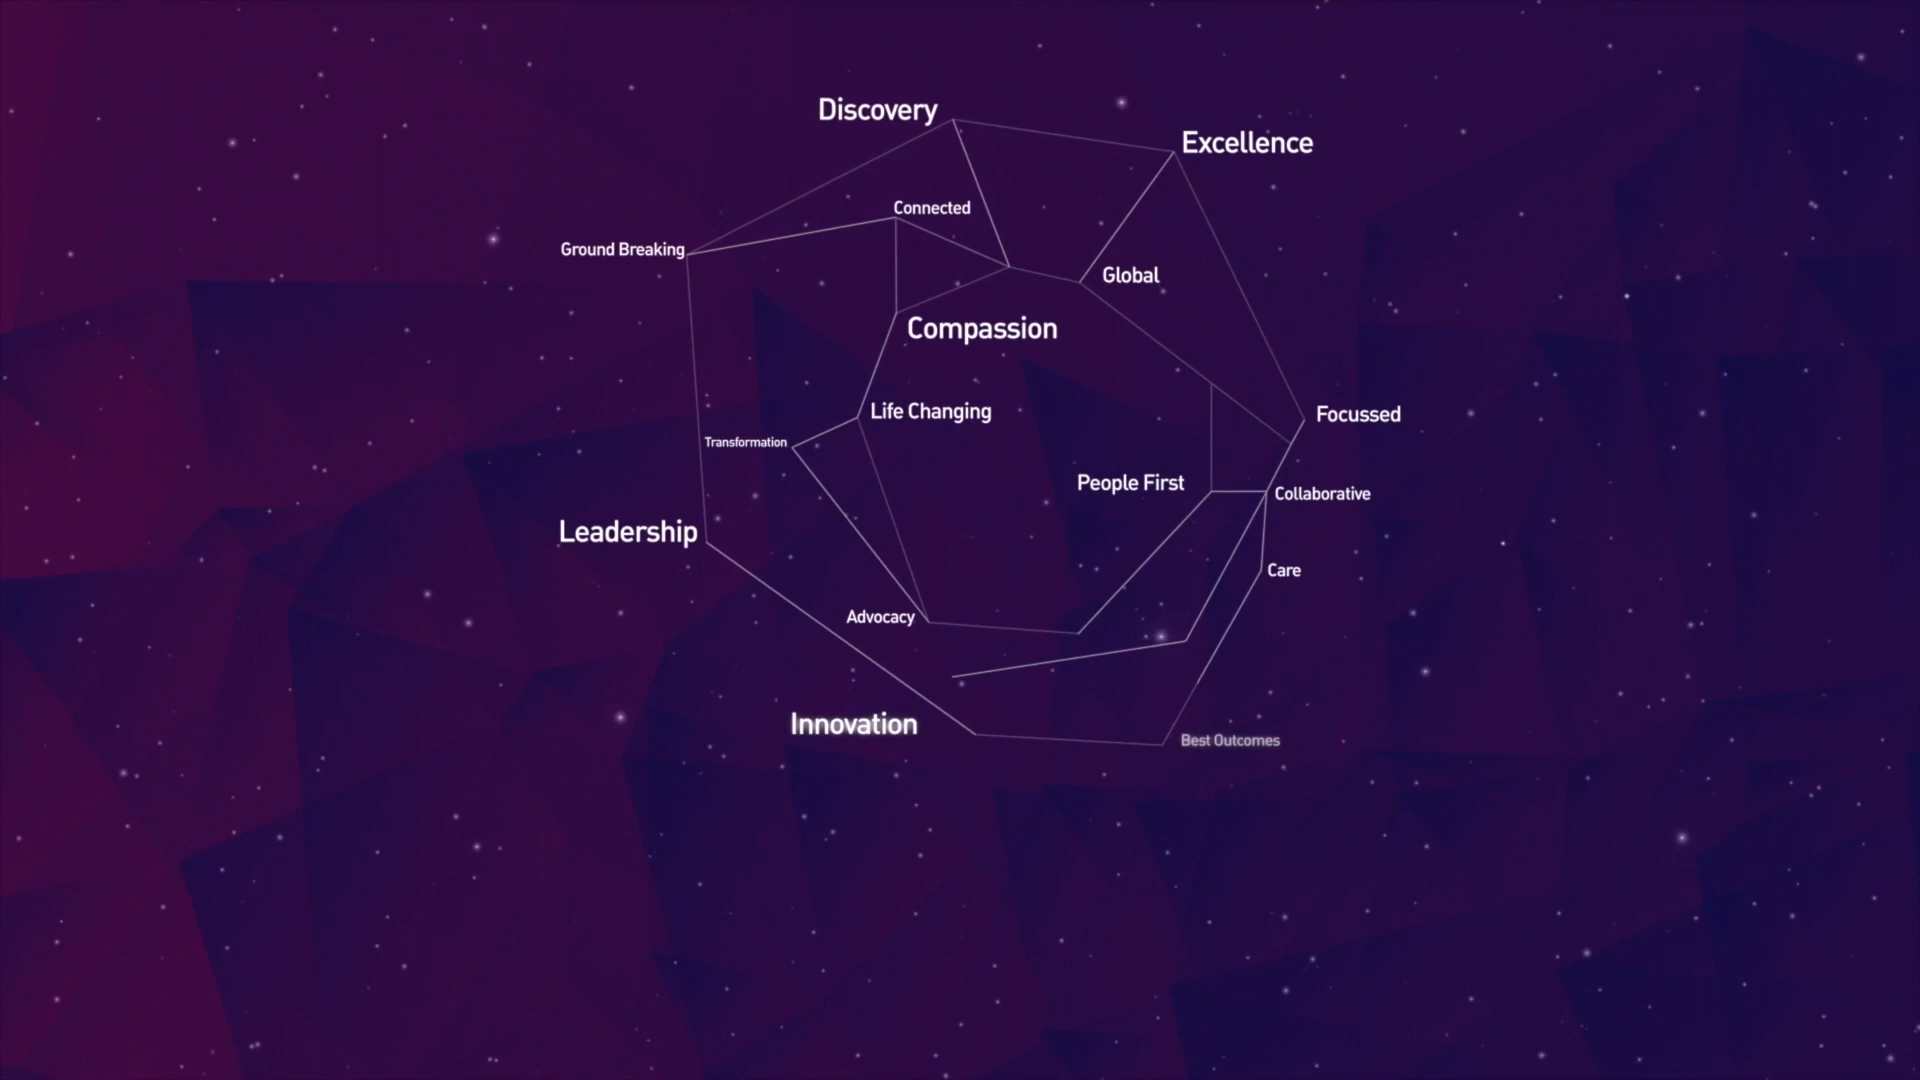 Discovery
Excellence
Connected
Ground Breaking
Global
Compassion
Life Changing
Focussed
Transformation
People First
Collaborative
Leadership
Care
Advocacy
Innovation
Best Outcomes